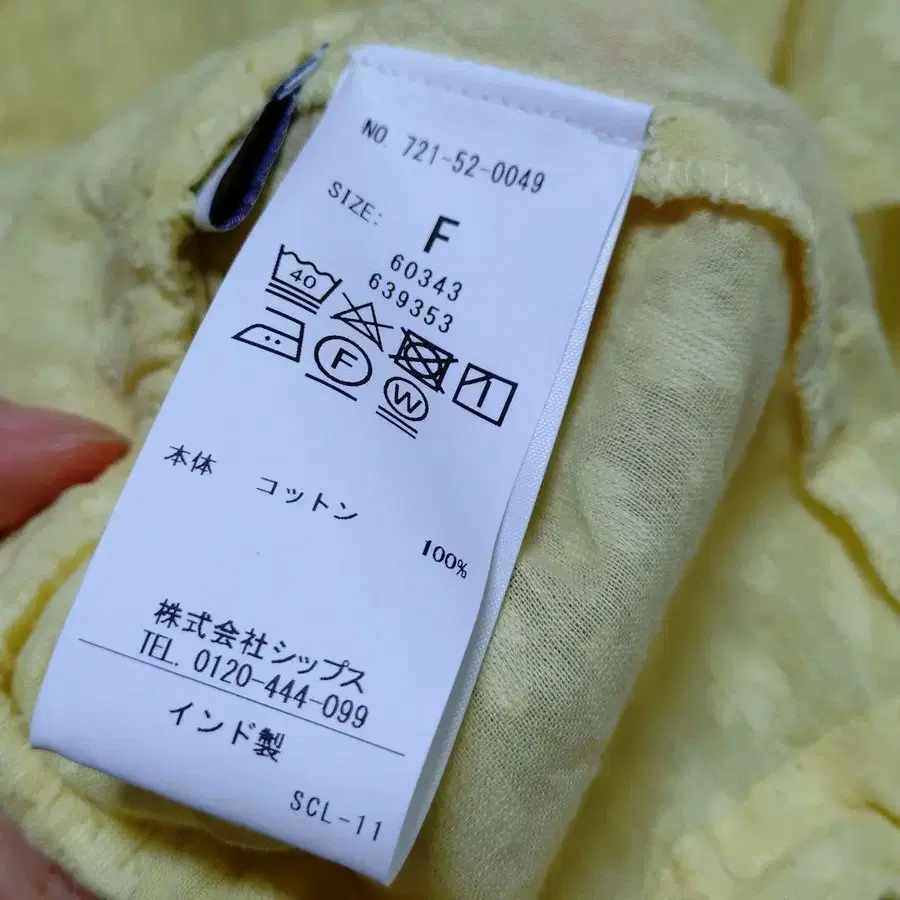 NO. 721-52-0049
SIZE:
F
60343
639353
40
F
W
本体 コットン
100%
株式会社シップス
TEL. 0120-444-099
インド製
SCL-11